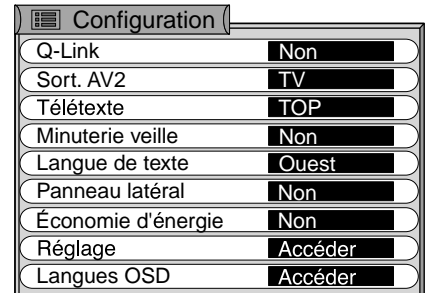 Configuration
Q-Link Non
Sort. AV2 TV
Télétexte TOP
Minuterie veille Non
Langue de texte Ouest
Panneau latéral Non
Économie d'énergie Non
Réglage Accéder
Langues OSD Accéder